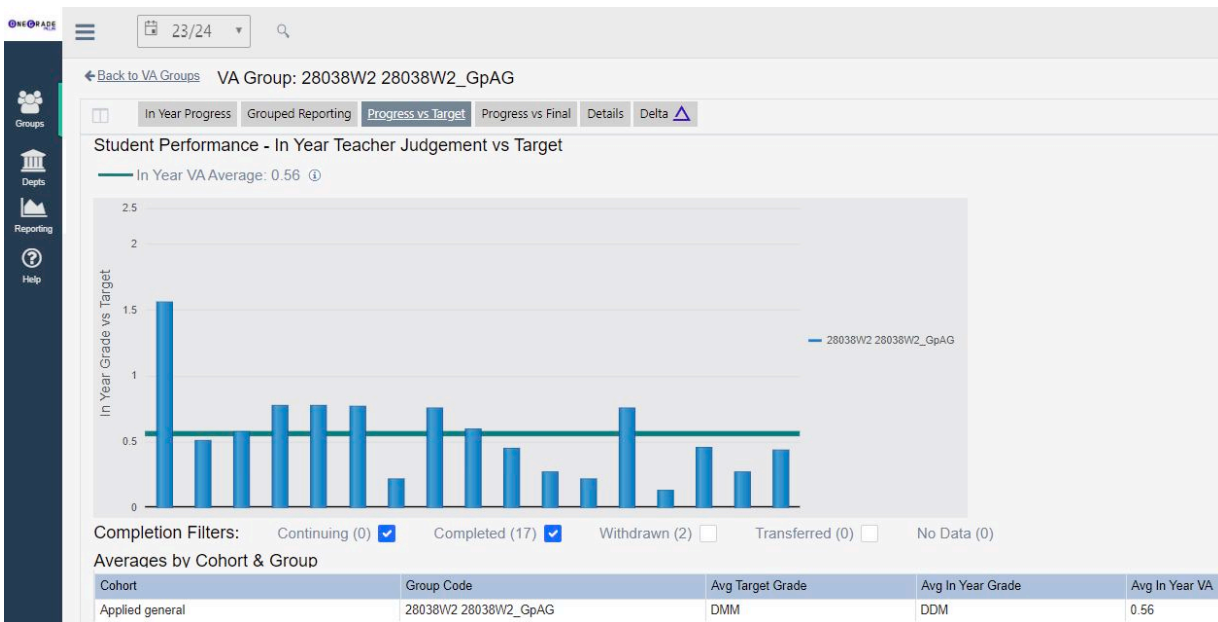 ONEGRADE
23/24
Back to VA Groups VA Group: 28038W2 28038W2_GpAG
In Year Progress Grouped Reporting Progress vs Target Progress vs Final Details Delta
Groups
Depts
Reporting
Help
Student Performance - In Year Teacher Judgement vs Target
In Year VA Average: 0.56
2.5
2
1.5
1
0.5
0
In Year Grade vs Target
28038W2 28038W2_GpAG
Completion Filters: Continuing (0) Completed (17) Withdrawn (2) Transferred (0) No Data (0)
Averages by Cohort & Group
Cohort Group Code Avg Target Grade Avg In Year Grade Avg In Year VA
Applied general 28038W2 28038W2_GpAG DMM DDM 0.56